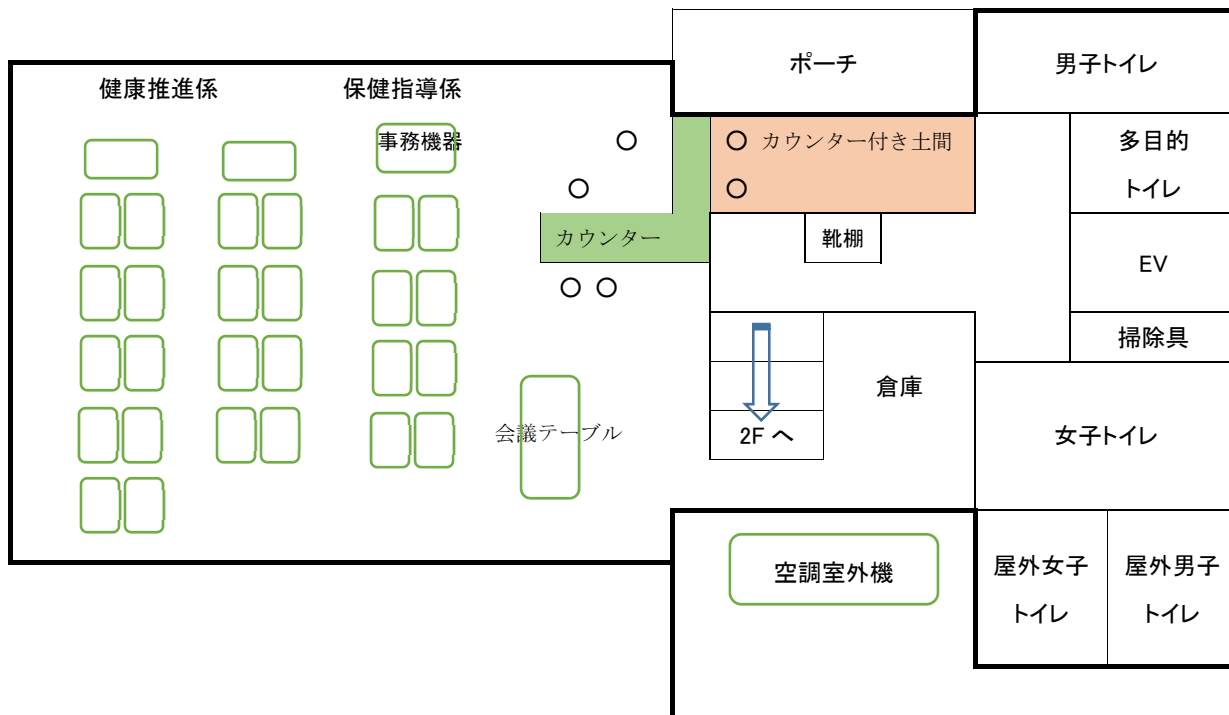 ポーチ
男子トイレ
健康推進係
保健指導係
事務機器
カウンター付き土間
多目的
トイレ
カウンター
靴棚
EV
掃除具
倉庫
会議テーブル
2F へ
女子トイレ
空調室外機
屋外女子
トイレ
屋外男子
トイレ